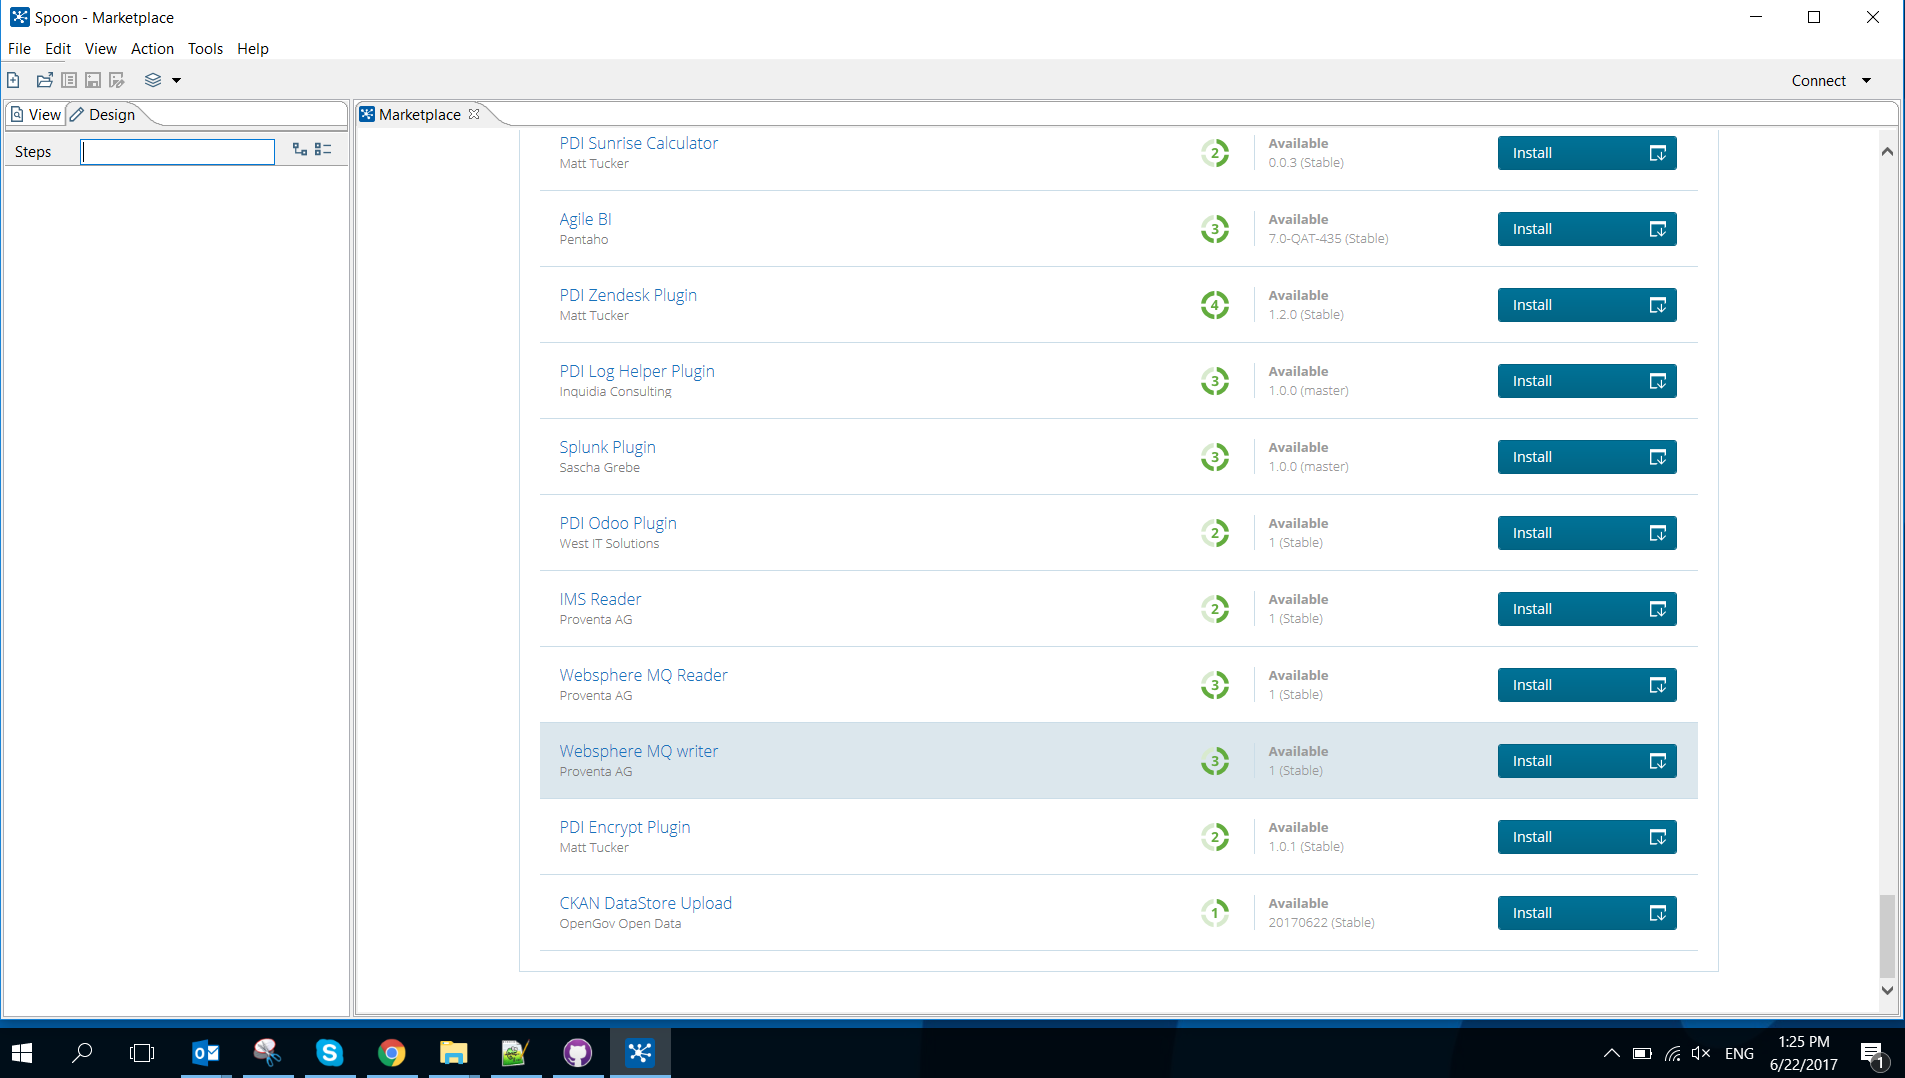 Spoon - Marketplace
File Edit View Action Tools Help
Connect
View Design
Marketplace
Steps
PDI Sunrise Calculator
Matt Tucker
2
Available
0.0.3 (Stable)
Install
Agile BI
Pentaho
3
Available
7.0-QAT-435 (Stable)
Install
PDI Zendesk Plugin
Matt Tucker
4
Available
1.2.0 (Stable)
Install
PDI Log Helper Plugin
Inquidia Consulting
3
Available
1.0.0 (master)
Install
Splunk Plugin
Sascha Grebe
3
Available
1.0.0 (master)
Install
PDI Odoo Plugin
West IT Solutions
2
Available
1 (Stable)
Install
IMS Reader
Proventa AG
2
Available
1 (Stable)
Install
Websphere MQ Reader
Proventa AG
3
Available
1 (Stable)
Install
Websphere MQ writer
Proventa AG
3
Available
1 (Stable)
Install
PDI Encrypt Plugin
Matt Tucker
2
Available
1.0.1 (Stable)
Install
CKAN DataStore Upload
OpenGov Open Data
1
Available
20170622 (Stable)
Install
ENG
1:25 PM
6/22/2017
1